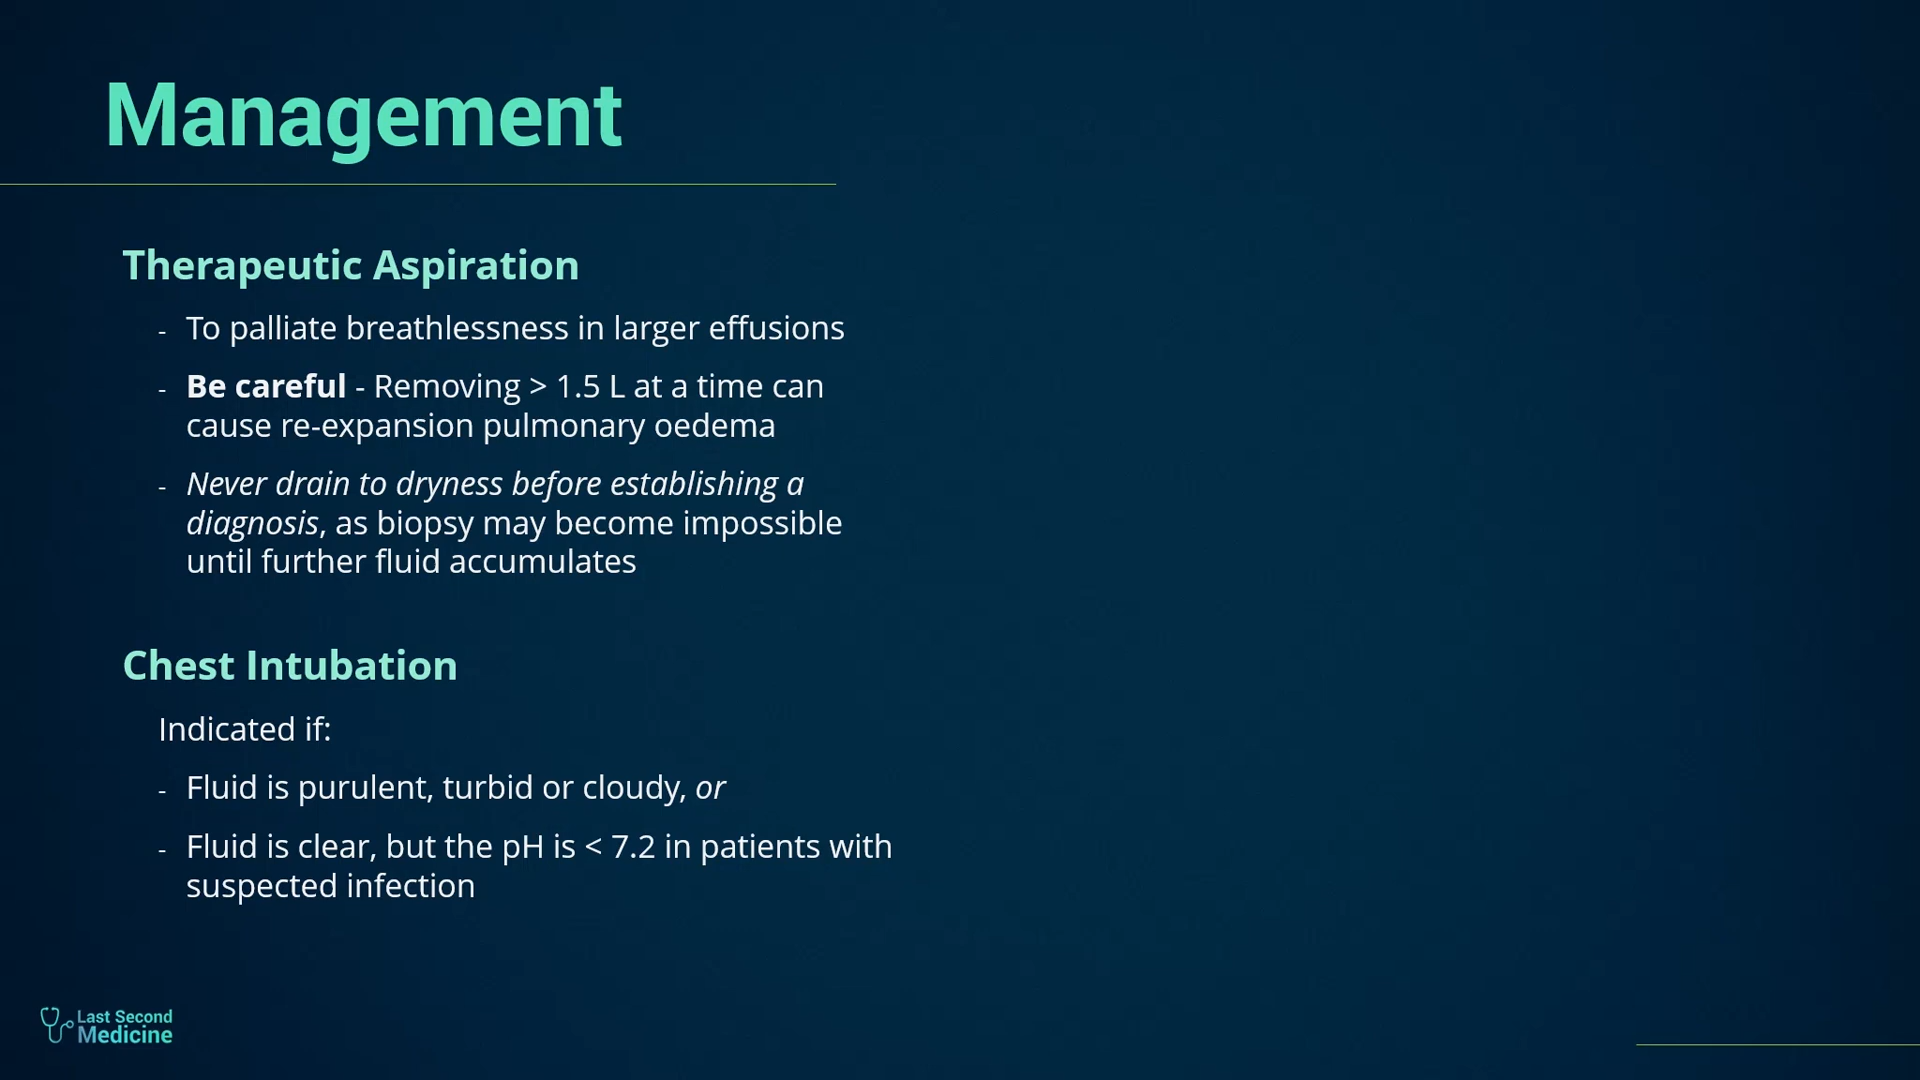 Management
Therapeutic Aspiration
- To palliate breathlessness in larger effusions
- Be careful - Removing > 1.5 L at a time can
cause re-expansion pulmonary oedema
- Never drain to dryness before establishing a
diagnosis, as biopsy may become impossible
until further fluid accumulates
Chest Intubation
Indicated if:
- Fluid is purulent, turbid or cloudy, or
- Fluid is clear, but the pH is < 7.2 in patients with
suspected infection
Last Second
Medicine